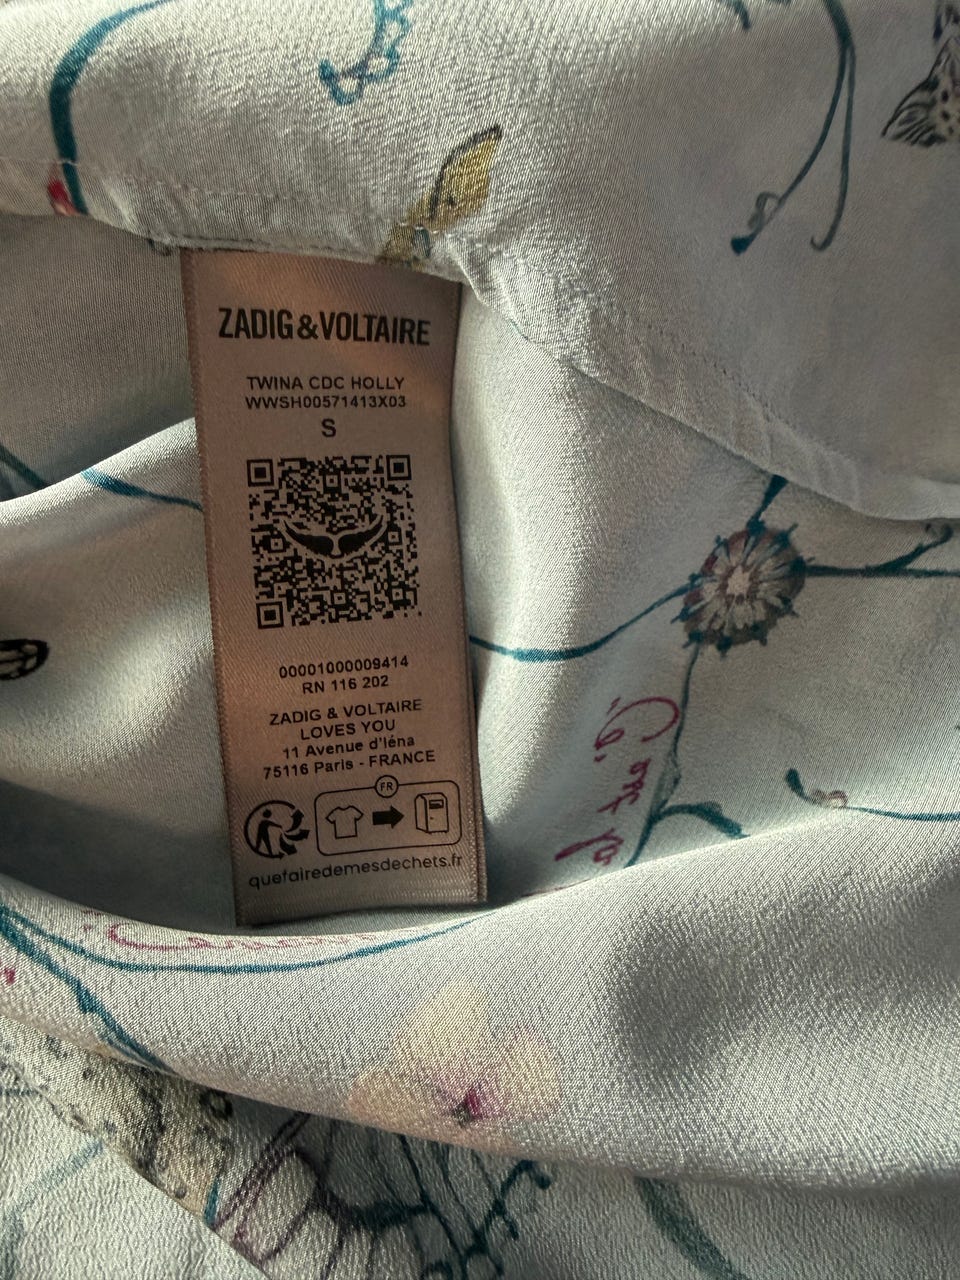 ZADIG & VOLTAIRE
TWINA CDC HOLLY
WWSH00571413X03
S
00001000009414
RN 116 202
ZADIG & VOLTAIRE
LOVES YOU
11 Avenue d'Iéna
75116 Paris - FRANCE
FR
quefairedemesdechets.fr